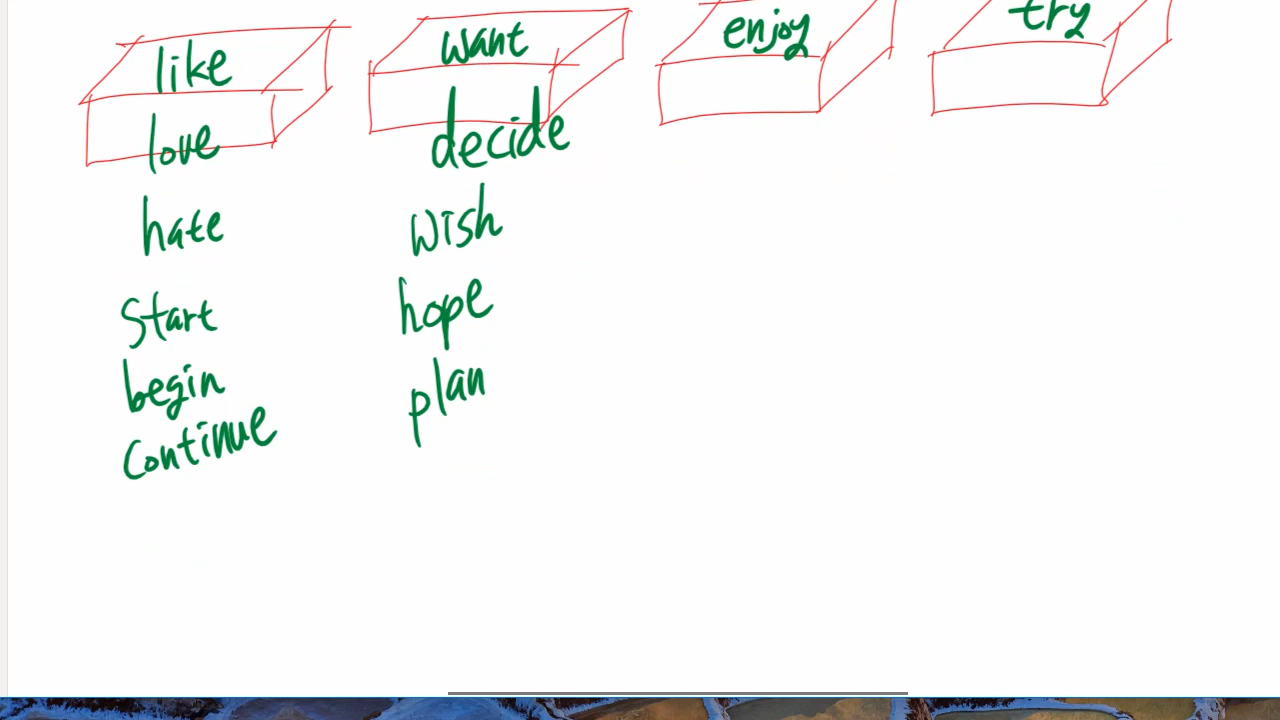 like want enjoy try
love decide
hate wish
Start hope
begin plan
Continue